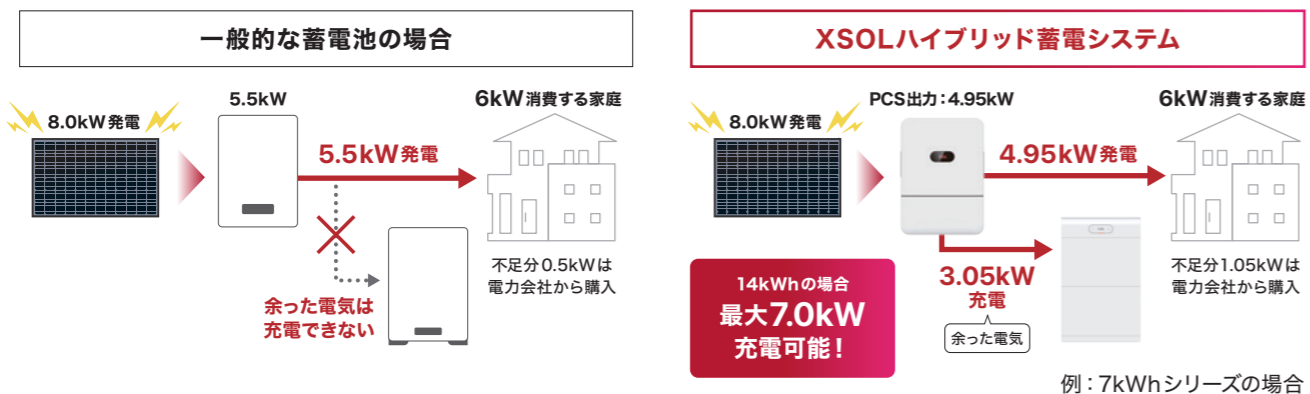 一般的な蓄電池の場合
8.0kW発電
5.5kW
5.5kW発電
6kW消費する家庭
余った電気は
充電できない
不足分0.5kWは
電力会社から購入
XSOLハイブリッド蓄電システム
8.0kW発電
PCS出力：4.95kW
4.95kW発電
6kW消費する家庭
14kWhの場合
最大7.0kW
充電可能！
3.05kW
充電
余った電気
不足分1.05kWは
電力会社から購入
例：7kWhシリーズの場合